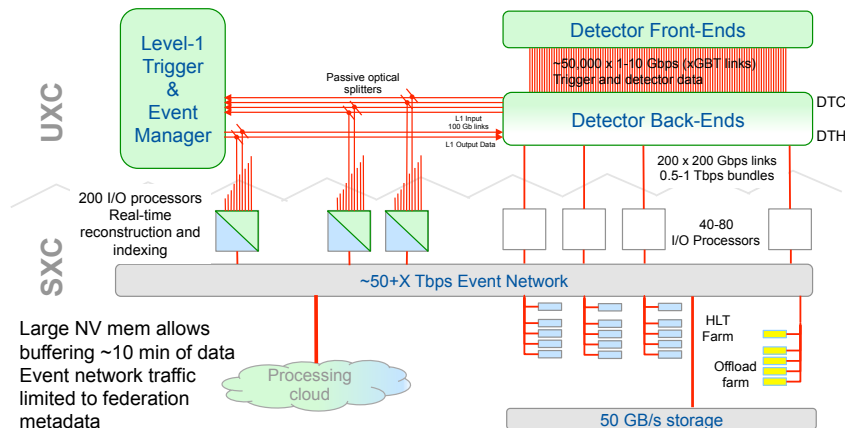 Level-1
Trigger
&
Event
Manager
Detector Front-Ends
~50,000 x 1-10 Gbps (xGBT links)
Trigger and detector data
Passive optical
splitters
UXC
DTC
L1 Input
100 Gb links
Detector Back-Ends
DTH
L1 Output Data
200 x 200 Gbps links
0.5-1 Tbps bundles
200 I/O processors
Real-time
reconstruction and
indexing
40-80
I/O Processors
SXC
~50+X Tbps Event Network
Large NV mem allows
buffering ~10 min of data
Event network traffic
limited to federation
metadata
HLT
Farm
Processing
cloud
Offload
farm
50 GB/s storage